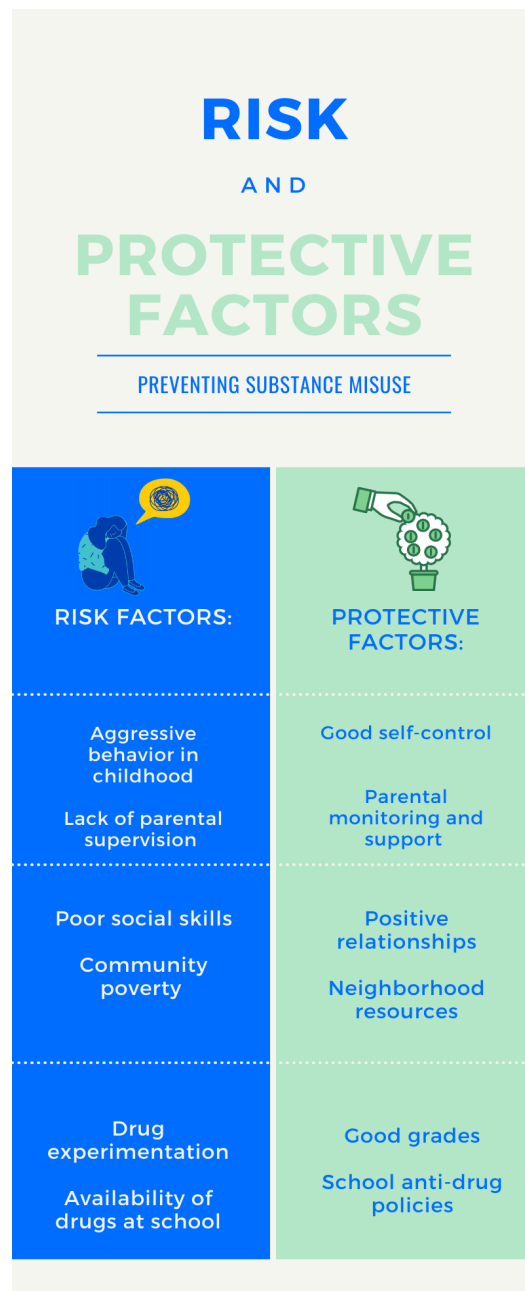 RISK
AND
PROTECTIVE
FACTORS
PREVENTING SUBSTANCE MISUSE
RISK FACTORS:
Aggressive
behavior in
childhood
Lack of parental
supervision
Poor social skills
Community
poverty
Drug
experimentation
Availability of
drugs at school
PROTECTIVE
FACTORS:
Good self-control
Parental
monitoring and
support
Positive
relationships
Neighborhood
resources
Good grades
School anti-drug
policies